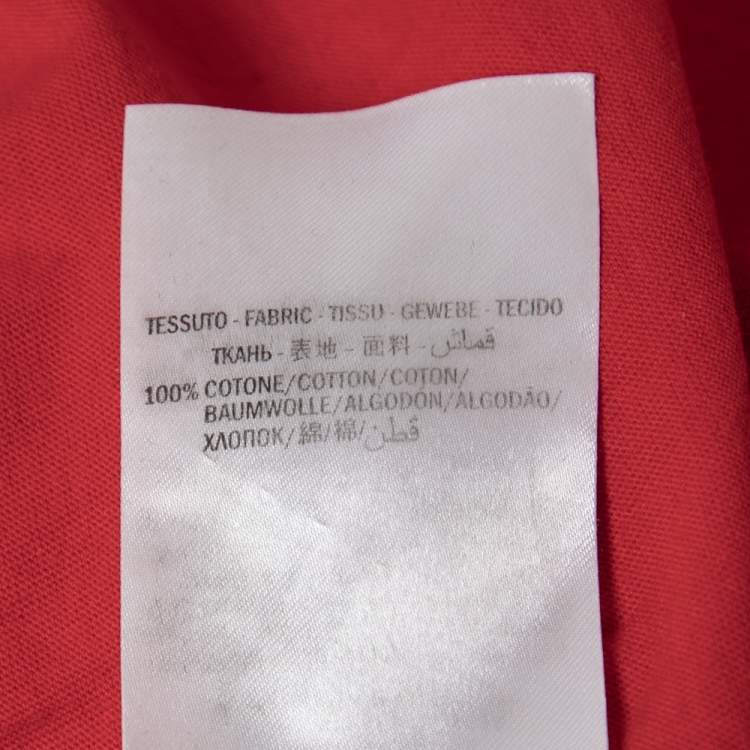 TESSUTO - FABRIC - TISSU - GEWEBE - TECIDO
ТКАНЬ - 表地 - 面料 - قماش
100% COTONE/COTTON/COTON/
BAUMWOLLE/ALGODON/ALGODÃO/
ХЛОПОК/綿/棉/قطن